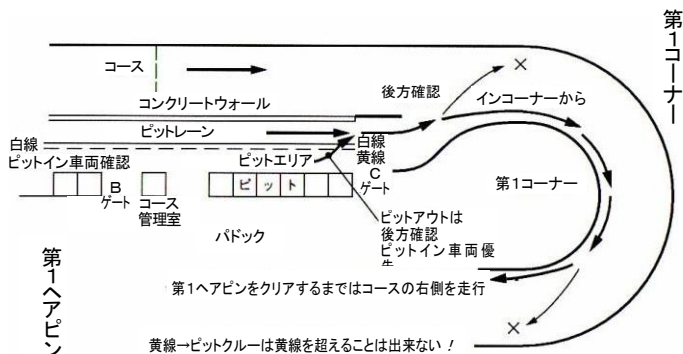 第1コーナー
コース
コンクリートウォール
後方確認
インコーナーから
ピットレーン
白線
白線
ピットイン車両確認
ピットエリア
黄線
B
ゲート
コース
管理室
ピット
C
ゲート
第1コーナー
ピットアウトは
後方確認
ピットイン車両優
先
パドック
第1ヘアピン
第1ヘアピンをクリアするまではコースの右側を走行
黄線→ピットクルーは黄線を超えることは出来ない！